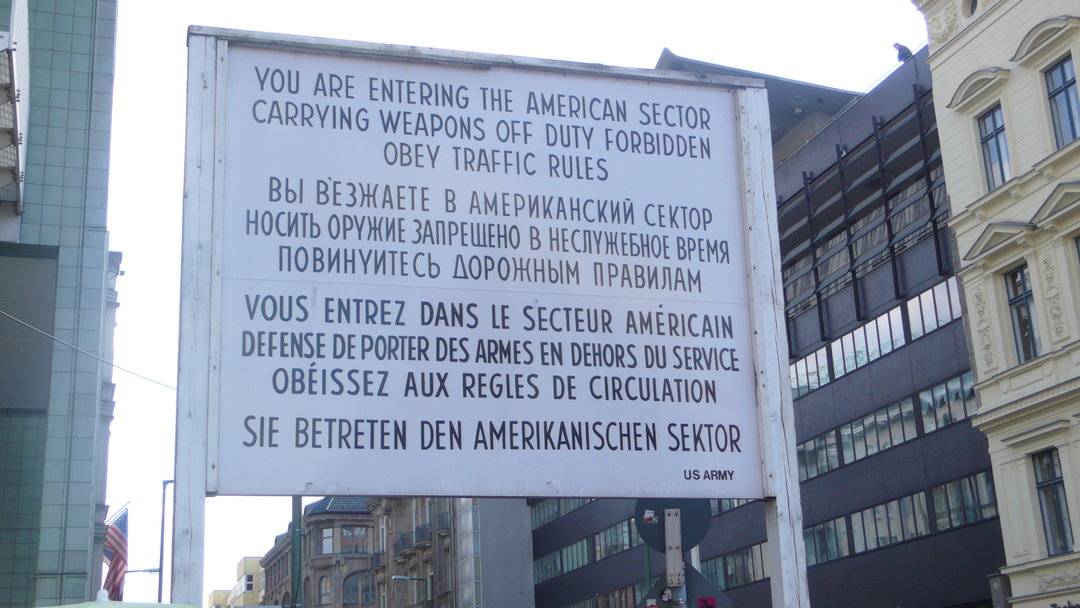 YOU ARE ENTERING THE AMERICAN SECTOR
CARRYING WEAPONS OFF DUTY FORBIDDEN
OBEY TRAFFIC RULES
ВЫ ВЪЕЗЖАЕТЕ В АМЕРИКАНСКИЙ СЕКТОР
НОСИТЬ ОРУЖИЕ ЗАПРЕЩЕНО В НЕСЛУЖЕБНОЕ ВРЕМЯ
ПОВИНУИТЕСЬ ДОРОЖНЫМ ПРАВИЛАМ
VOUS ENTREZ DANS LE SECTEUR AMÉRICAIN
DEFENSE DE PORTER DES ARMES EN DEHORS DU SERVICE
OBÉISSEZ AUX REGLES DE CIRCULATION
SIE BETRETEN DEN AMERIKANISCHEN SEKTOR
US ARMY